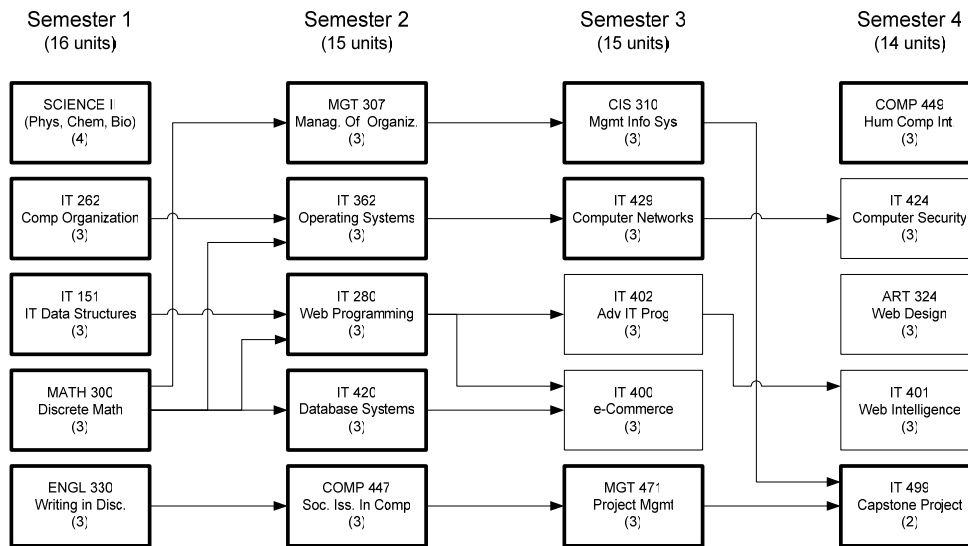 Semester 1
(16 units)
Semester 2
(15 units)
Semester 3
(15 units)
Semester 4
(14 units)
SCIENCE II
(Phys, Chem, Bio)
(4)
MGT 307
Manag. Of Organiz.
(3)
CIS 310
Mgmt Info Sys
(3)
COMP 449
Hum Comp Int
(3)
IT 262
Comp Organization
(3)
IT 362
Operating Systems
(3)
IT 429
Computer Networks
(3)
IT 424
Computer Security
(3)
IT 151
IT Data Structures
(3)
IT 280
Web Programming
(3)
IT 402
Adv IT Prog
(3)
ART 324
Web Design
(3)
MATH 300
Discrete Math
(3)
IT 420
Database Systems
(3)
IT 400
e-Commerce
(3)
IT 401
Web Intelligence
(3)
ENGL 330
Writing in Disc.
(3)
COMP 447
Soc. Iss. In Comp
(3)
MGT 471
Project Mgmt
(3)
IT 499
Capstone Project
(2)